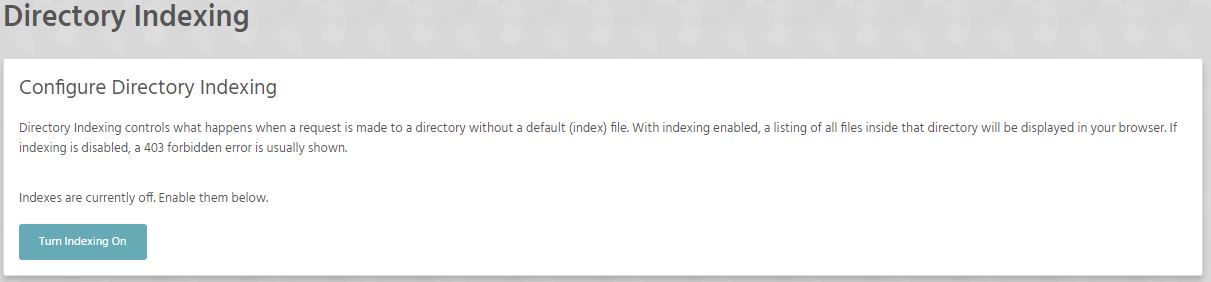 Directory Indexing
Configure Directory Indexing
Directory Indexing controls what happens when a request is made to a directory without a default (index) file. With indexing enabled, a listing of all files inside that directory will be displayed in your browser. If
indexing is disabled, a 403 forbidden error is usually shown.
Indexes are currently off. Enable them below.
Turn Indexing On